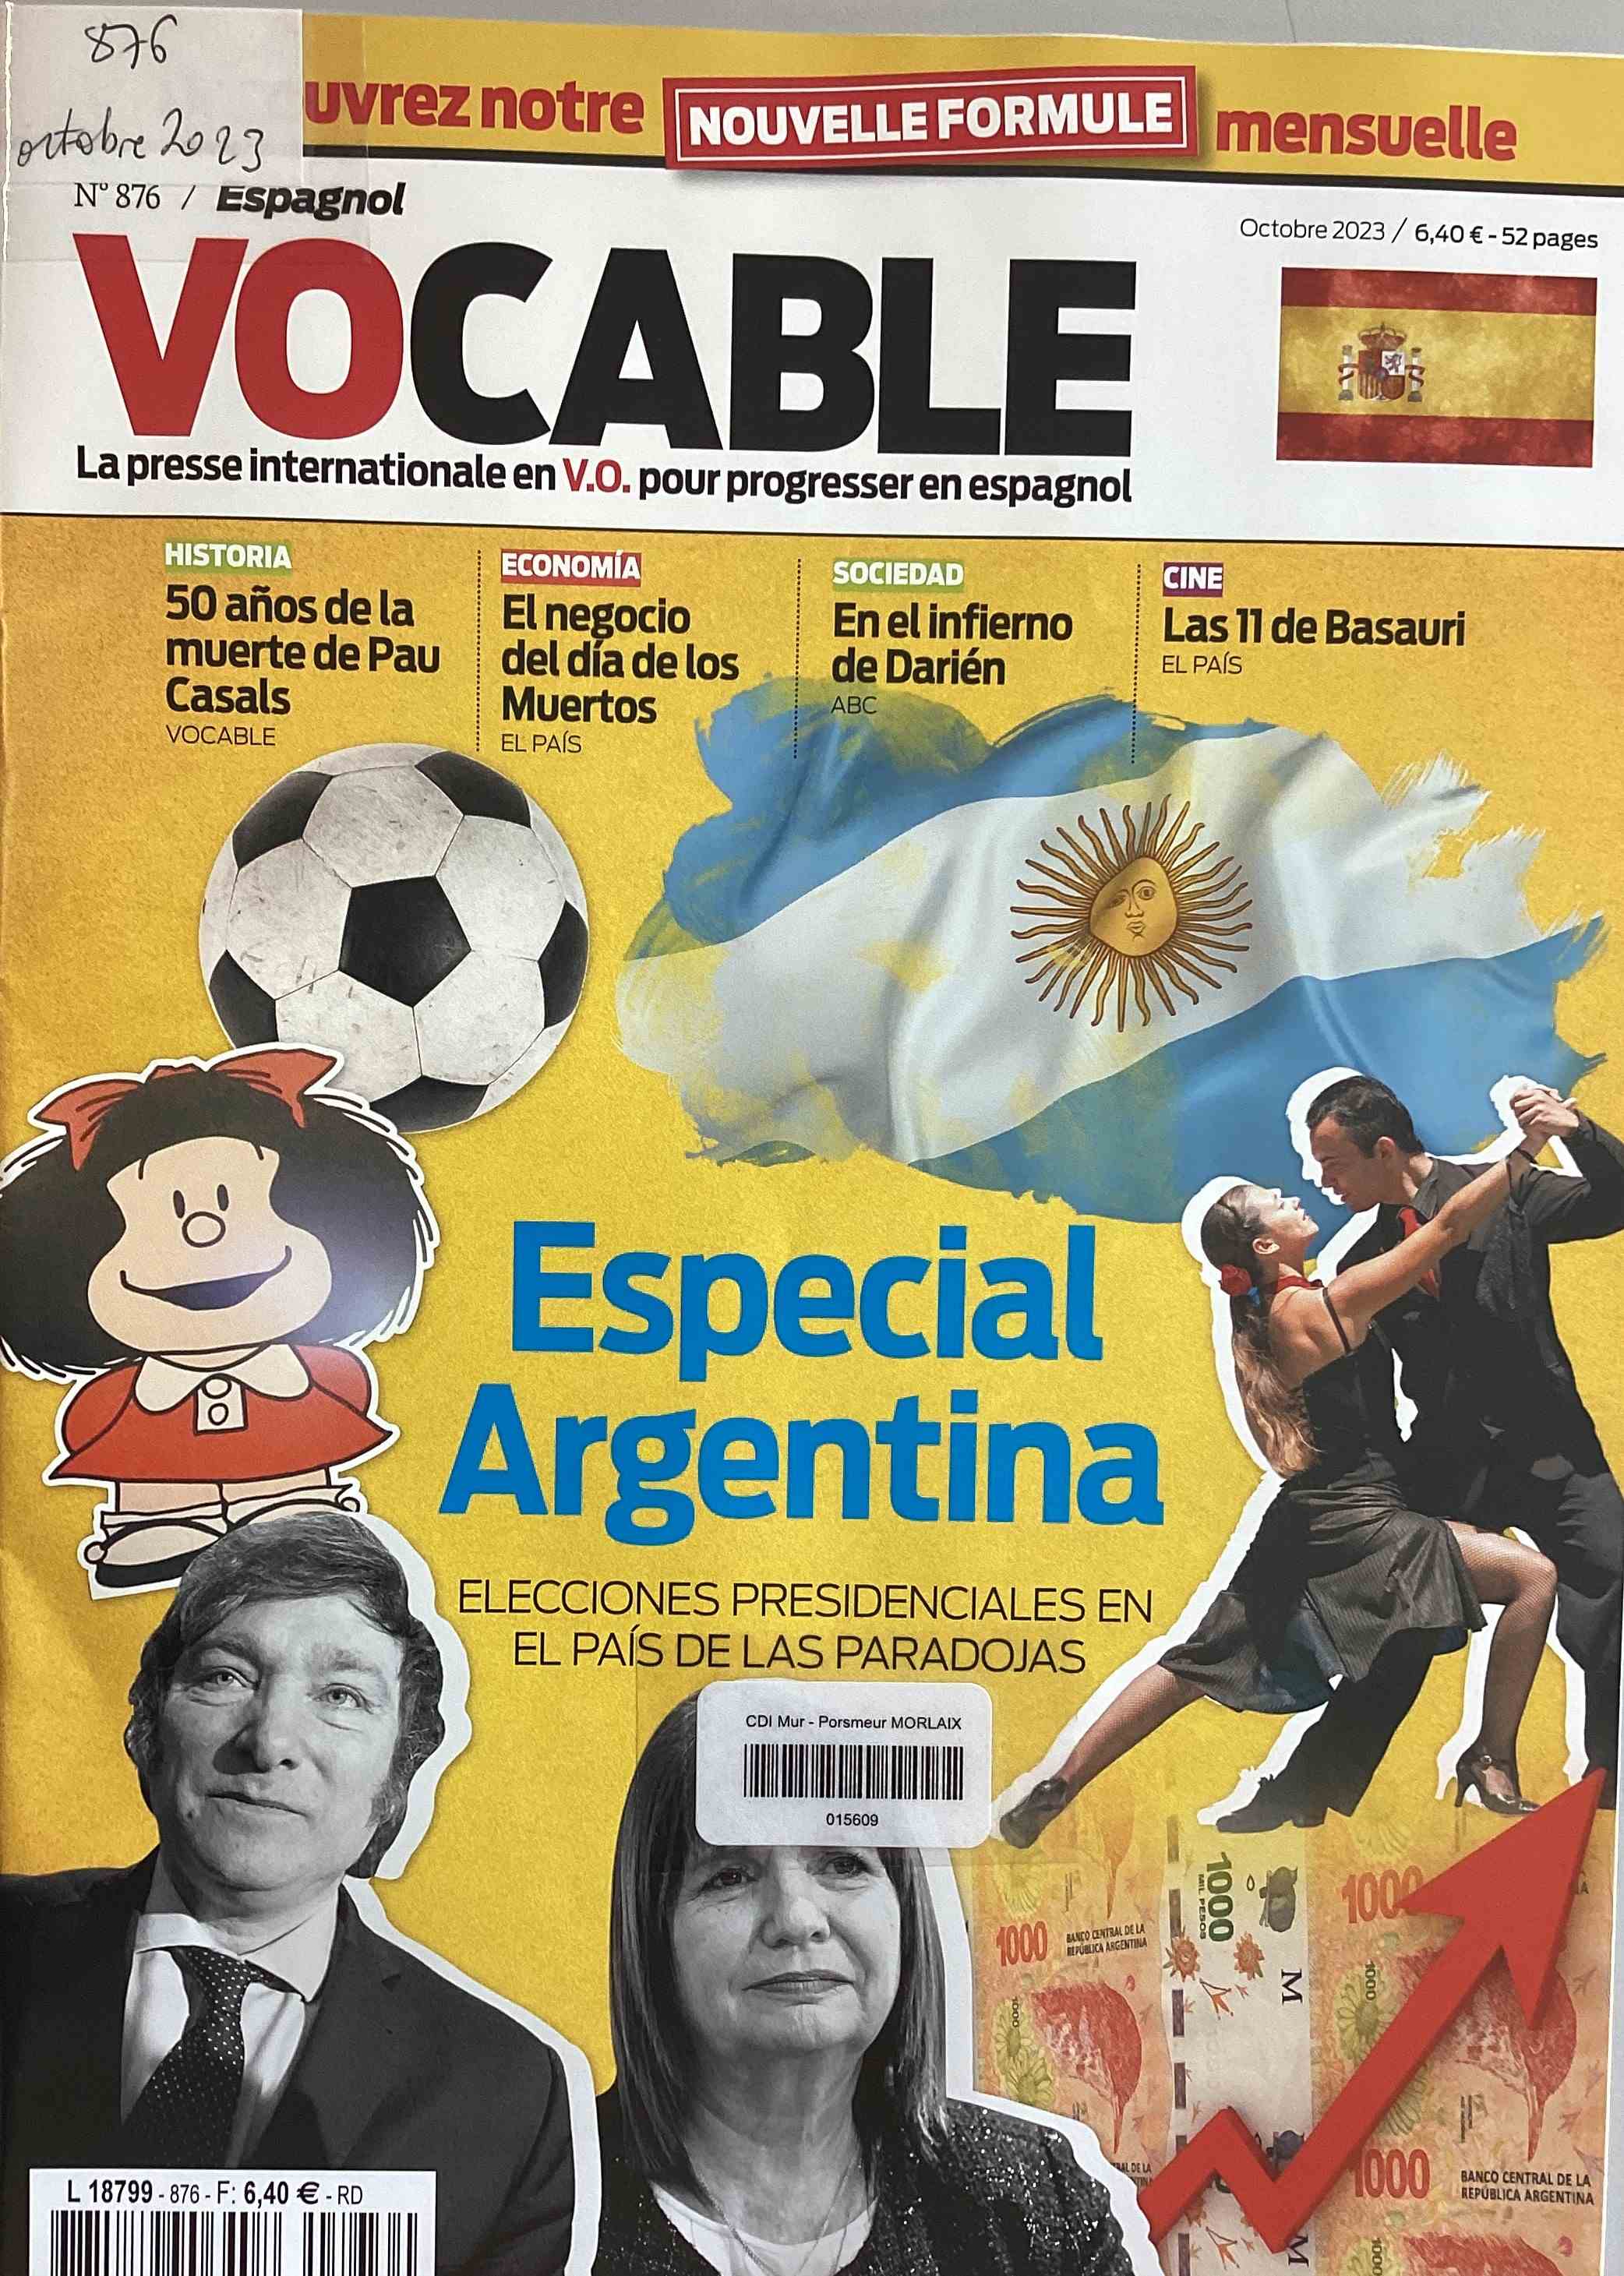 876
octobre 2023
uvrez notre NOUVELLE FORMULE mensuelle
N° 876 / Espagnol
Octobre 2023 / 6,40 € - 52 pages
VOCABLE
La presse internationale en V.O. pour progresser en espagnol
HISTORIA
50 años de la
muerte de Pau
Casals
VOCABLE
ECONOMÍA
El negocio
del día de los
Muertos
EL PAÍS
SOCIEDAD
En el infierno
de Darién
ABC
CINE
Las 11 de Basauri
EL PAÍS
Especial
Argentina
ELECCIONES PRESIDENCIALES EN
EL PAÍS DE LAS PARADOJAS
CDI Mur - Porsmeur MORLAIX
015609
1000
BANCO CENTRAL DE LA
REPÚBLICA ARGENTINA
1000
MIL PESOS
M
1000
1000
1000
1000
BANCO CENTRAL DE LA
REPÚBLICA ARGENTINA
M
1000
L 18799 - 876 - F: 6,40 € - RD